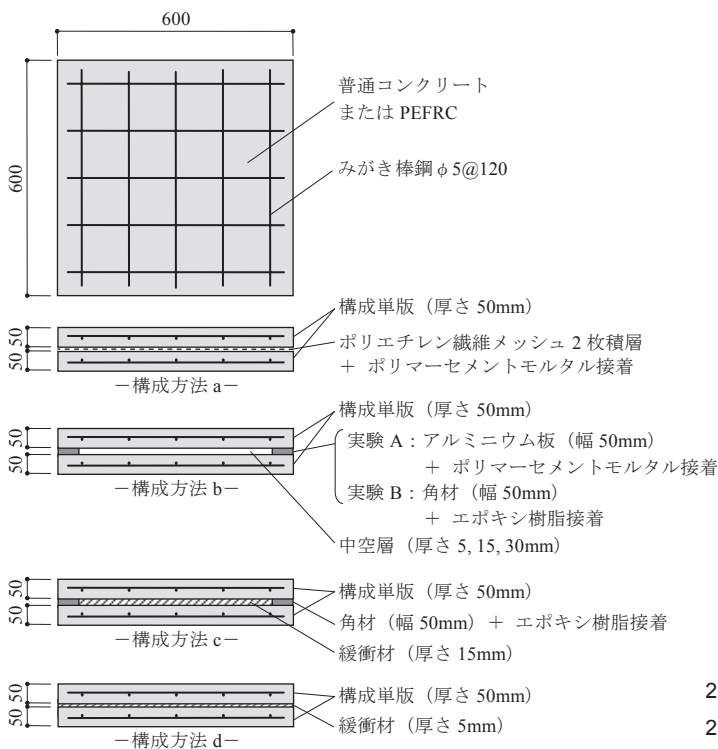 600
600
普通コンクリート
または PEFRC
みがき棒鋼φ5@120
50
50
構成単版（厚さ 50mm）
ポリエチレン繊維メッシュ 2 枚積層
＋ ポリマーセメントモルタル接着
－構成方法 a－
50
50
構成単版（厚さ 50mm）
実験 A：アルミニウム板（幅 50mm）
＋ ポリマーセメントモルタル接着
実験 B：角材（幅 50mm）
＋ エポキシ樹脂接着
中空層（厚さ 5, 15, 30mm）
－構成方法 b－
50
50
構成単版（厚さ 50mm）
角材（幅 50mm）＋ エポキシ樹脂接着
緩衝材（厚さ 15mm）
－構成方法 c－
50
50
構成単版（厚さ 50mm）
緩衝材（厚さ 5mm）
－構成方法 d－
2
2